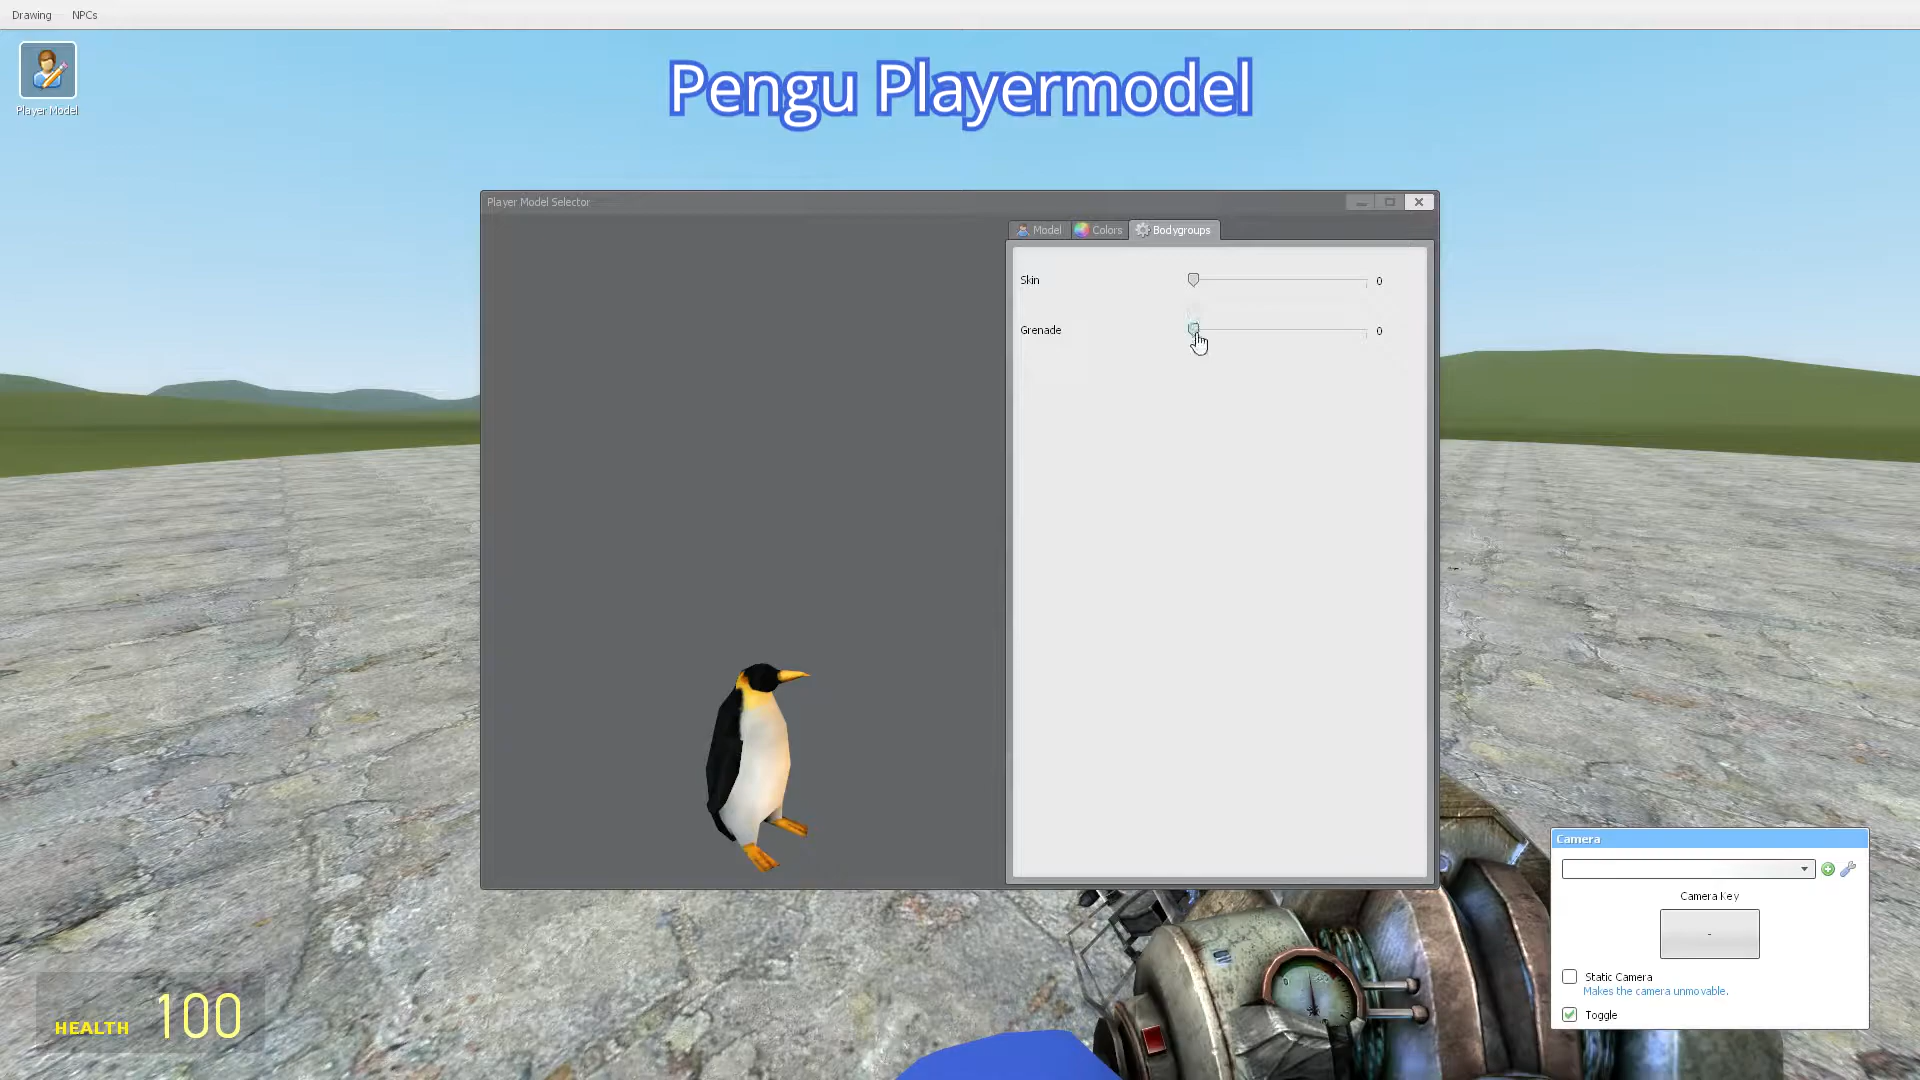 Drawing NPCs
Player Model
Pengu Playermodel
Player Model Selector
Model Colors Bodygroups
Skin 0
Grenade 0
Camera
Camera Key
-
Static Camera
Makes the camera unmovable.
Toggle
HEALTH 100